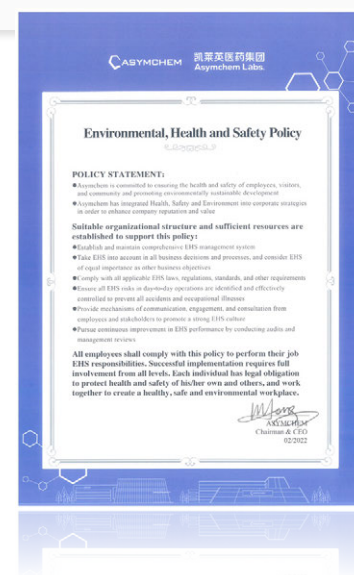 ASYMCHEM 凯莱英医药集团
Asymchem Labs.
Environmental, Health and Safety Policy
POLICY STATEMENT:
●Asymchem is committed to ensuring the health and safety of employees, visitors,
and community and promoting environmentally sustainable development
●Asymchem has integrated Health, Safety and Environment into corporate strategies
in order to enhance company reputation and value
Suitable organizational structure and sufficient resources are
established to support this policy:
●Establish and maintain comprehensive EHS management system
●Take EHS into account in all business decisions and processes, and consider EHS
of equal importance as other business objectives
●Comply with all applicable EHS laws, regulations, standards, and other requirements
●Ensure all EHS risks in day-to-day operations are identified and effectively
controlled to prevent all accidents and occupational illnesses
●Provide mechanisms of communication, engagement, and consultation from
employees and stakeholders to promote a strong EHS culture
●Pursue continuous improvement in EHS performance by conducting audits and
management reviews
All employees shall comply with this policy to perform their job
EHS responsibilities. Successful implementation requires full
involvement from all levels. Each individual has legal obligation
to protect health and safety of his/her own and others, and work
together to create a healthy, safe and environmental workplace.
ASYMCHEM
Chairman & CEO
02/2022